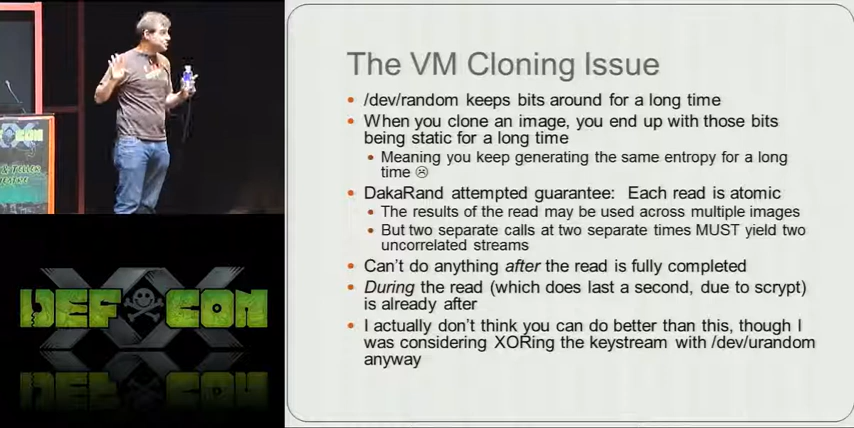 The VM Cloning Issue
/dev/random keeps bits around for a long time
When you clone an image, you end up with those bits
being static for a long time
Meaning you keep generating the same entropy for a long
time ☹
DakaRand attempted guarantee: Each read is atomic
The results of the read may be used across multiple images
But two separate calls at two separate times MUST yield two
uncorrelated streams
Can't do anything after the read is fully completed
During the read (which does last a second, due to scrypt)
is already after
I actually don't think you can do better than this, though I
was considering XORing the keystream with /dev/urandom
anyway
DEF CON
XX
DEF CON